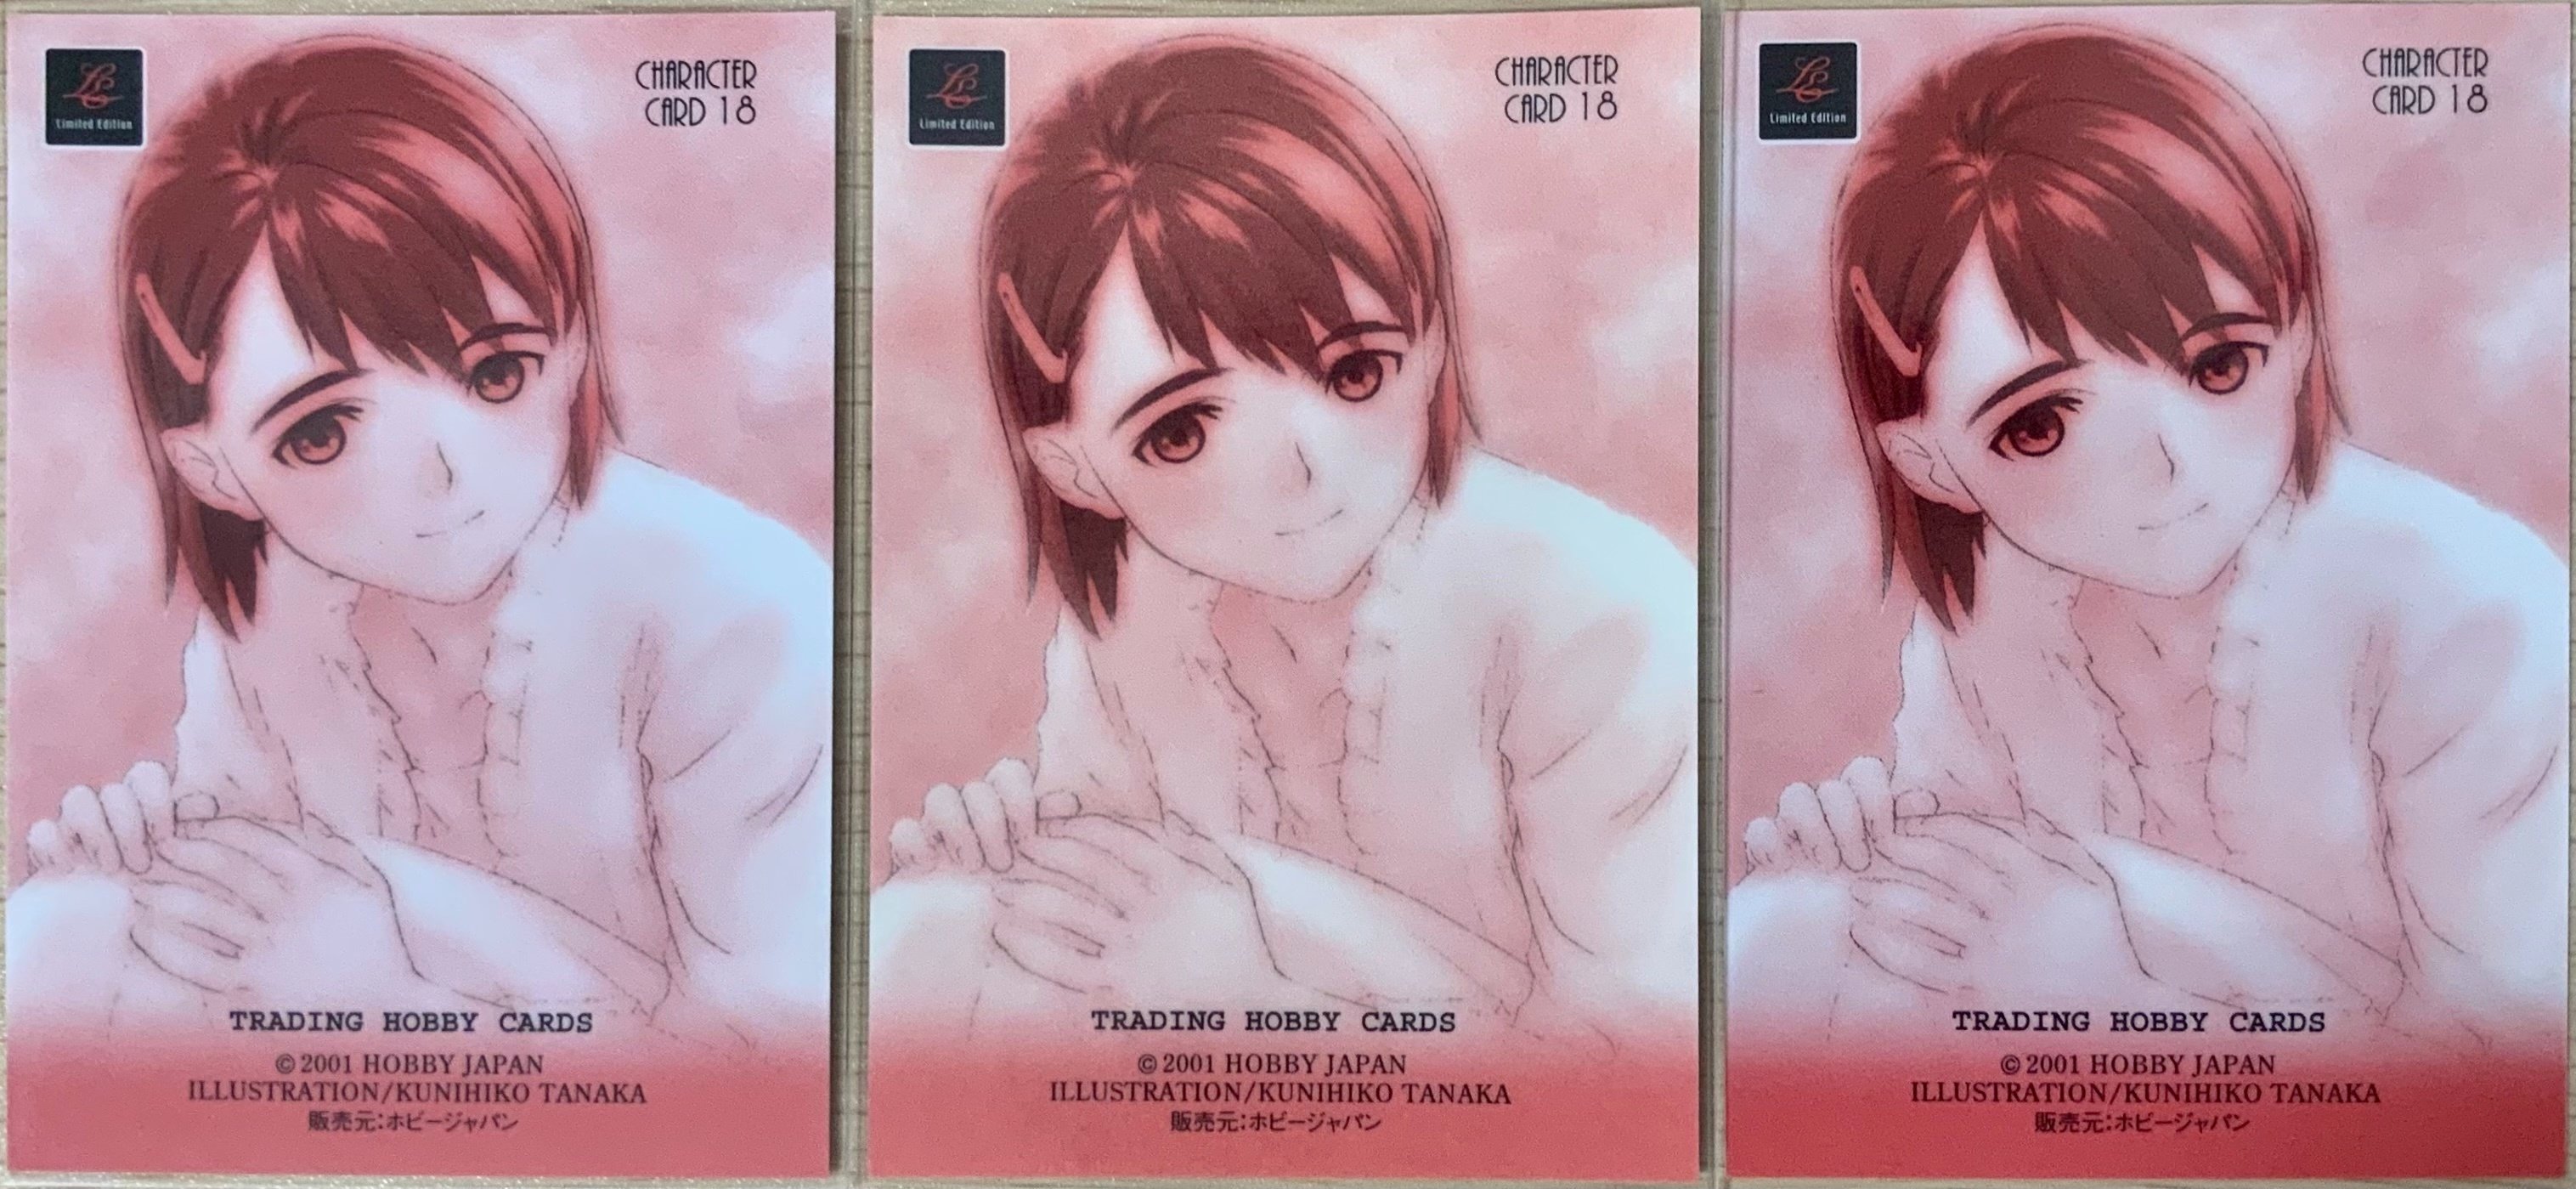 Ls
Limited Edition
CHARACTER
CARD 18
TRADING HOBBY CARDS
©2001 HOBBY JAPAN
ILLUSTRATION/KUNIHIKO TANAKA
販売元:ホビージャパン
Ls
Limited Edition
CHARACTER
CARD 18
TRADING HOBBY CARDS
©2001 HOBBY JAPAN
ILLUSTRATION/KUNIHIKO TANAKA
販売元:ホビージャパン
Ls
Limited Edition
CHARACTER
CARD 18
TRADING HOBBY CARDS
©2001 HOBBY JAPAN
ILLUSTRATION/KUNIHIKO TANAKA
販売元:ホビージャパン